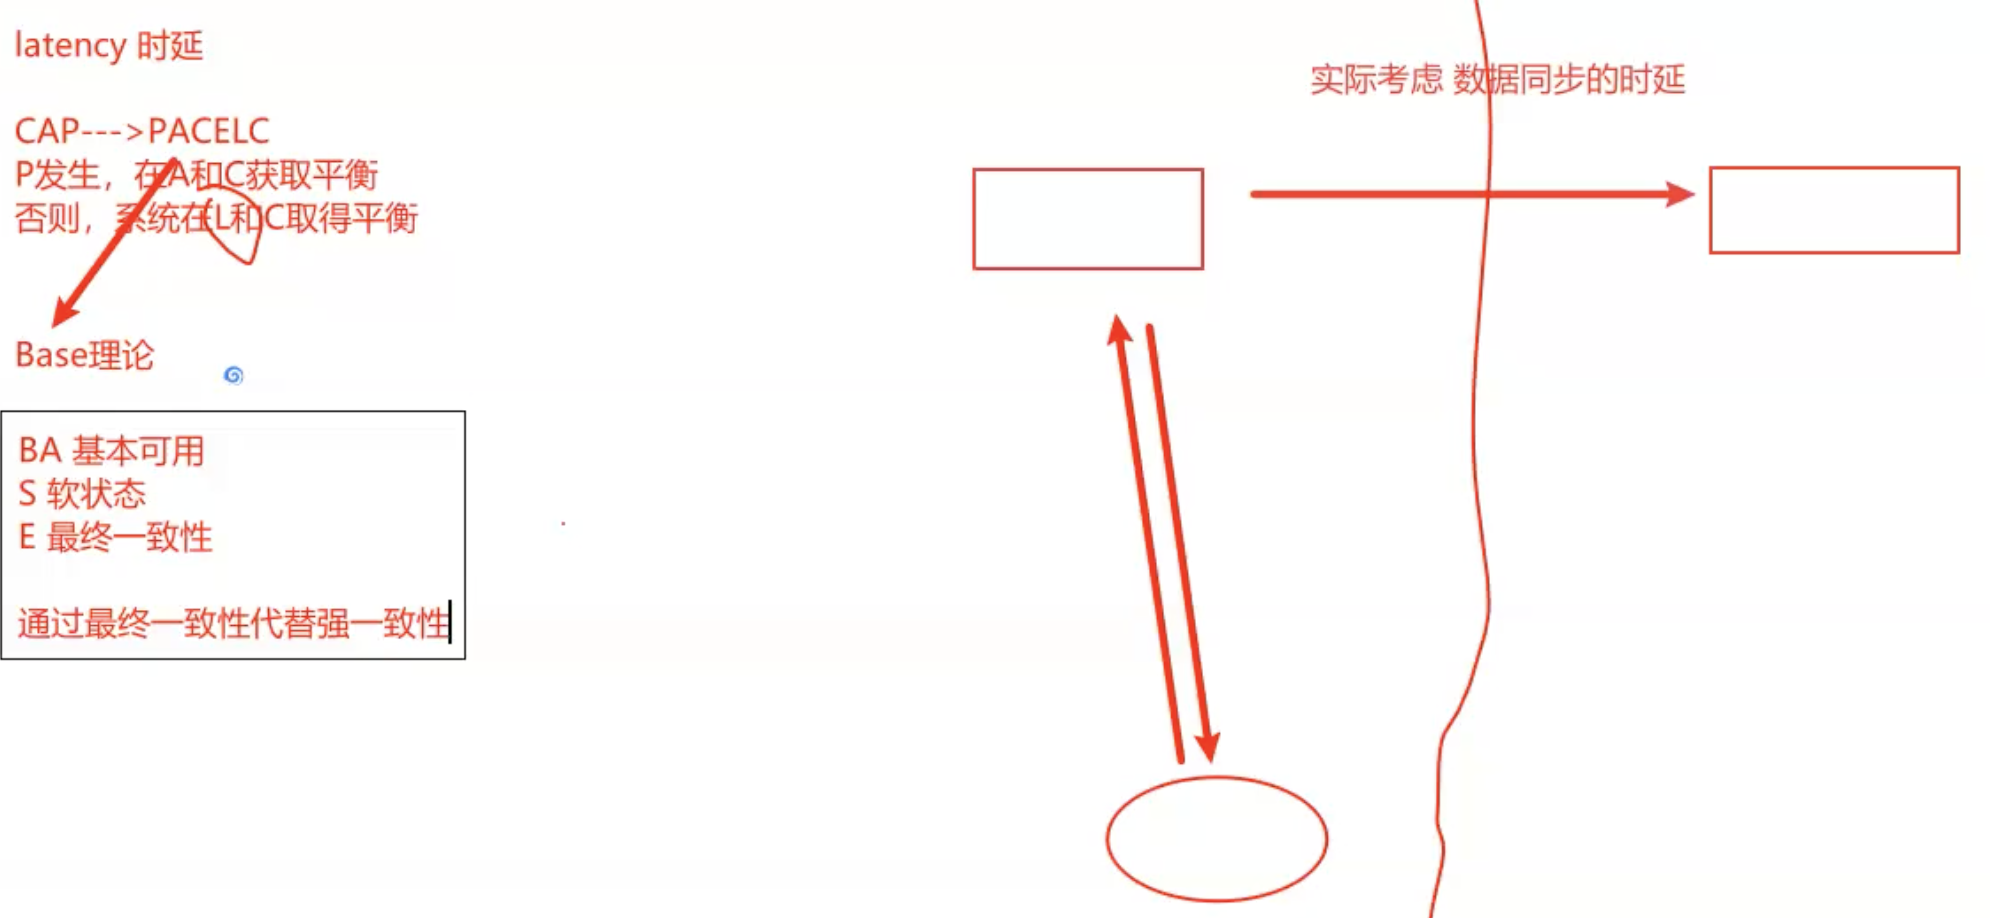 latency 时延
CAP--->PACELC
P发生，在A和C获取平衡
否则，系统在L和C取得平衡
Base理论
BA 基本可用
S 软状态
E 最终一致性
通过最终一致性代替强一致性
实际考虑 数据同步的时延